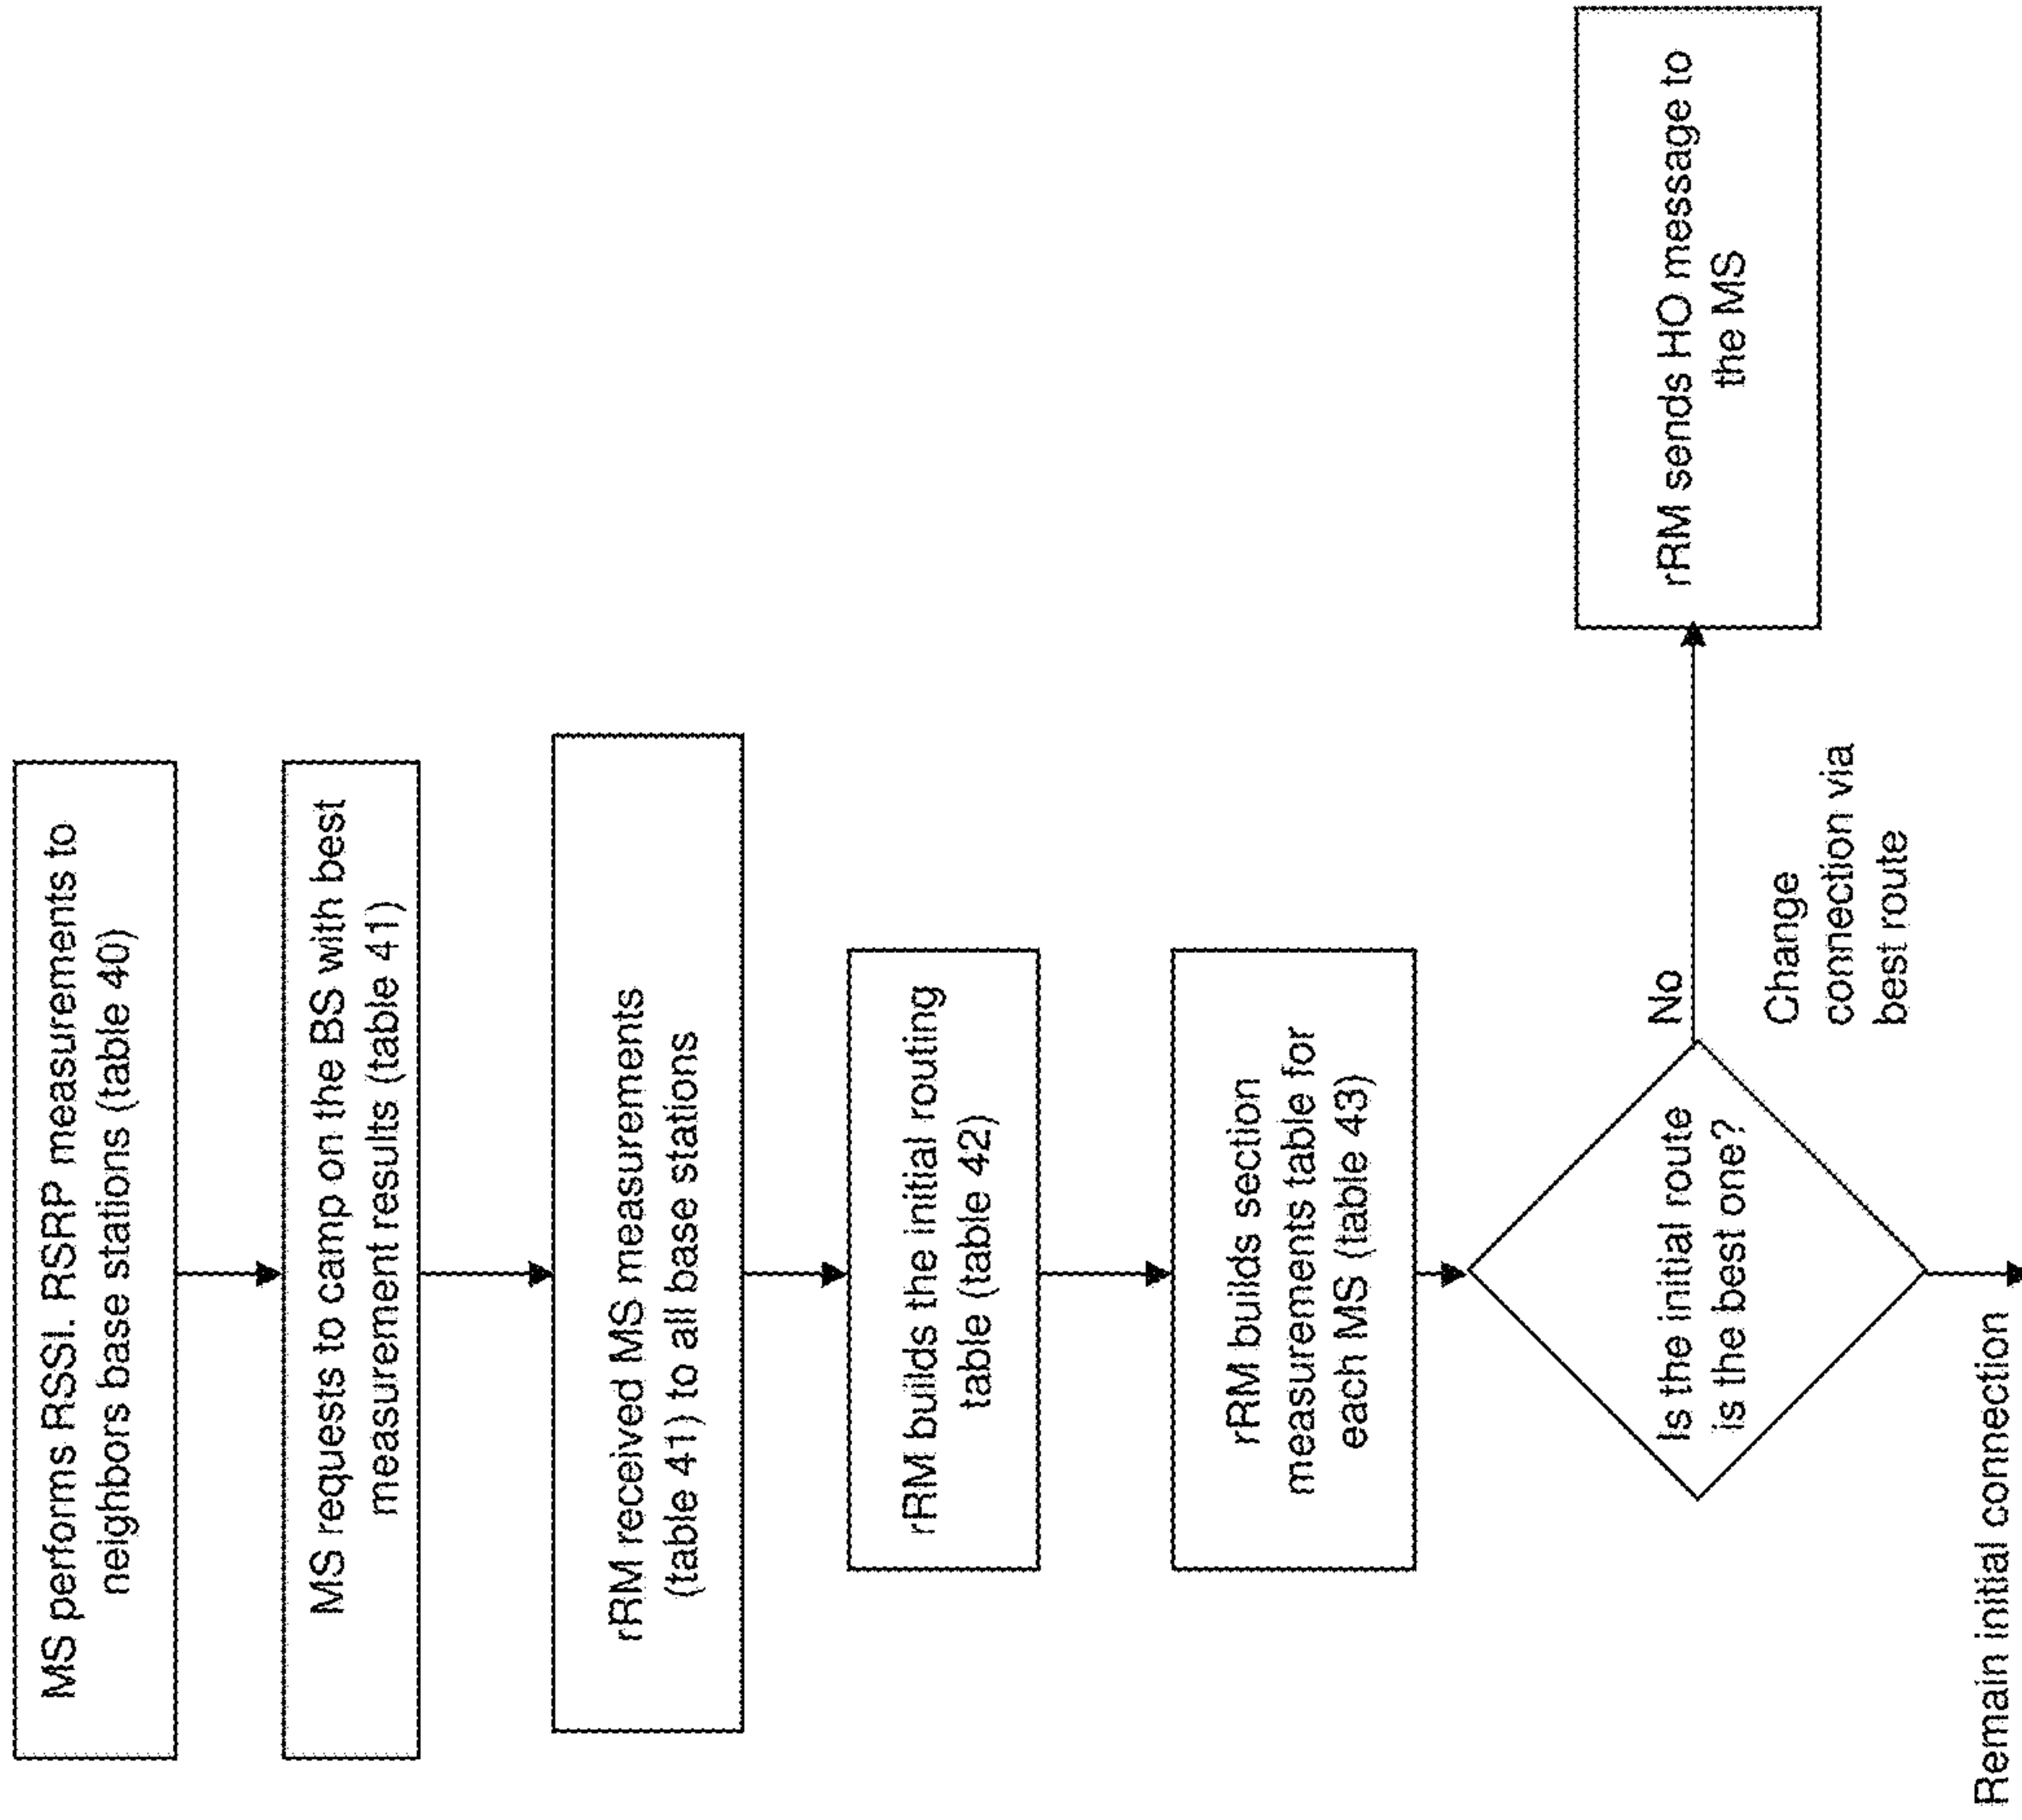 MS performs RSSI. RSRP measurements to
neighbors base stations (table 40)
MS requests to camp on the BS with best
measurement results (table 41)
rRM received MS measurements
(table 41) to all base stations
rRM builds the initial routing
table (table 42)
rRM builds section
measurements table for
each MS (table 43)
Is the initial route
is the best one?
No
Change
connection via
best route
rRM sends HO message to
the MS
Remain initial connection